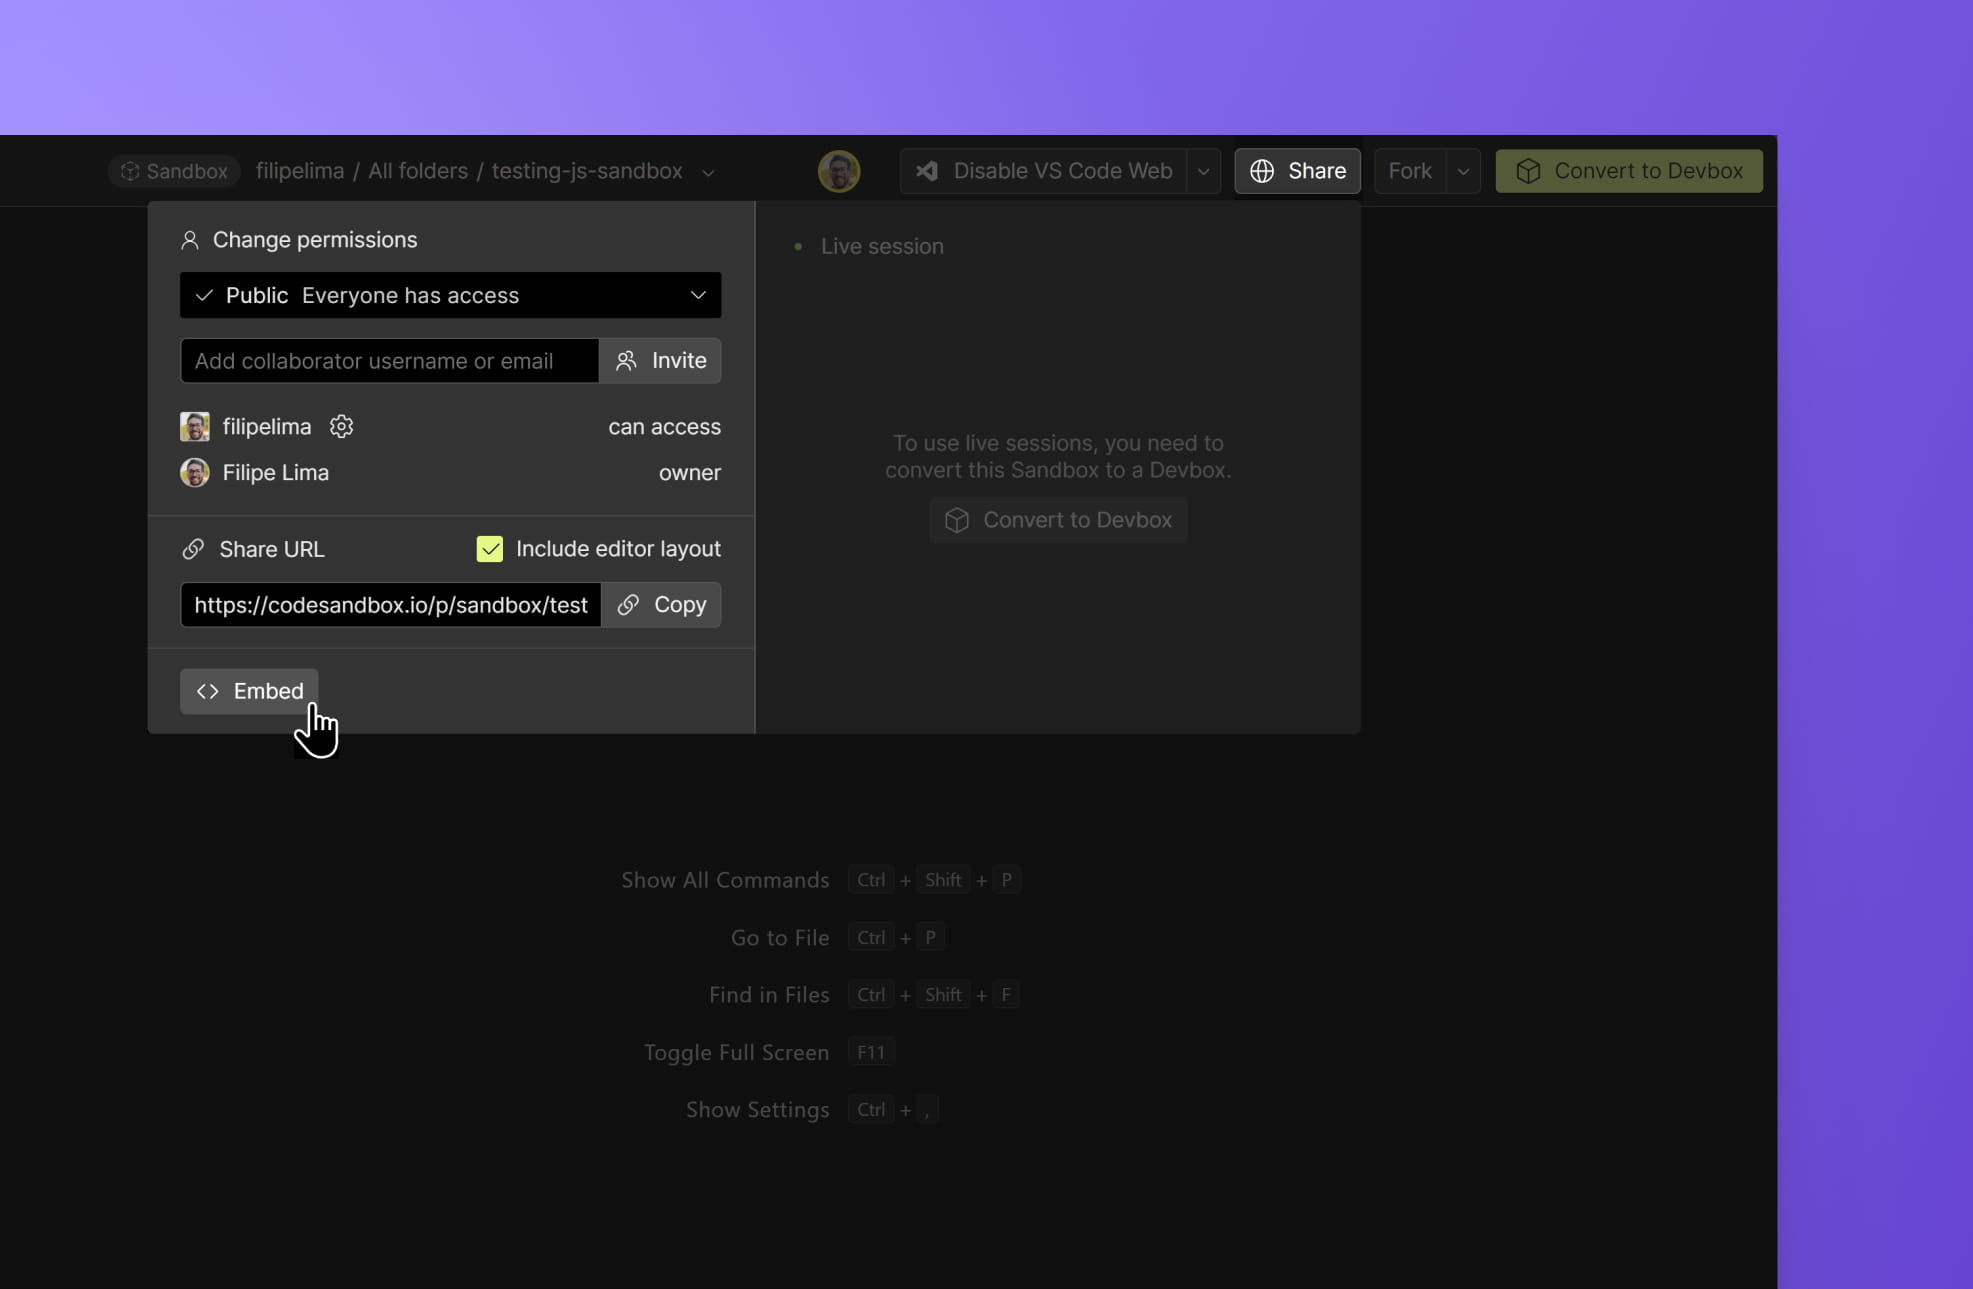 Sandbox filipelima / All folders / testing-js-sandbox Disable VS Code Web Share Fork Convert to Devbox
Change permissions
Public Everyone has access
Add collaborator username or email Invite
filipelima can access
Filipe Lima owner
Share URL Include editor layout
https://codesandbox.io/p/sandbox/test Copy
Embed
Live session
To use live sessions, you need to
convert this Sandbox to a Devbox.
Convert to Devbox
Show All Commands Ctrl + Shift + P
Go to File Ctrl + P
Find in Files Ctrl + Shift + F
Toggle Full Screen F11
Show Settings Ctrl + ,